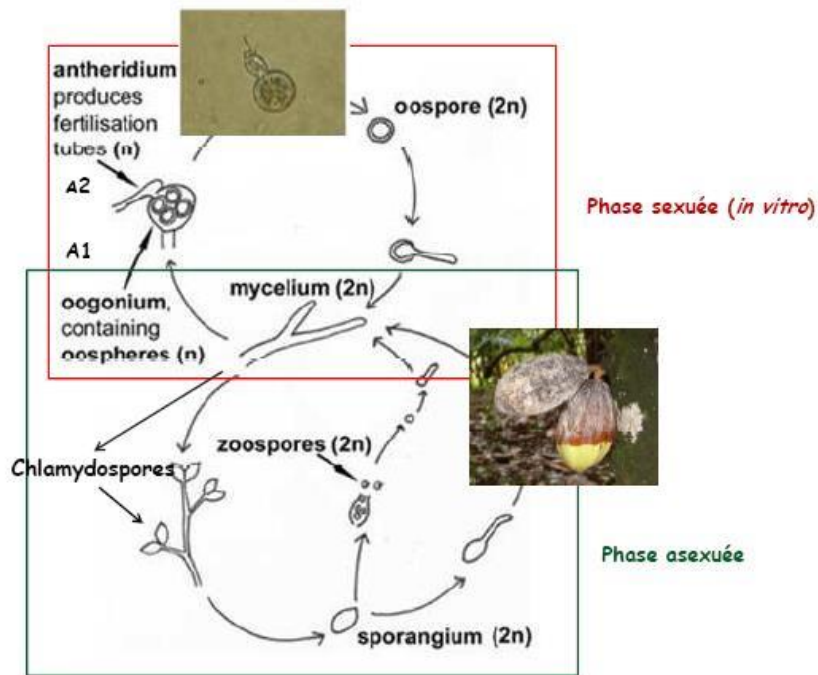 antheridium
produces
fertilisation
tubes (n)
oospore (2n)
A2
Phase sexuée (in vitro)
A1
mycelium (2n)
oogonium,
containing
oospheres (n)
zoospores (2n)
Chlamydospores
Phase asexuée
sporangium (2n)